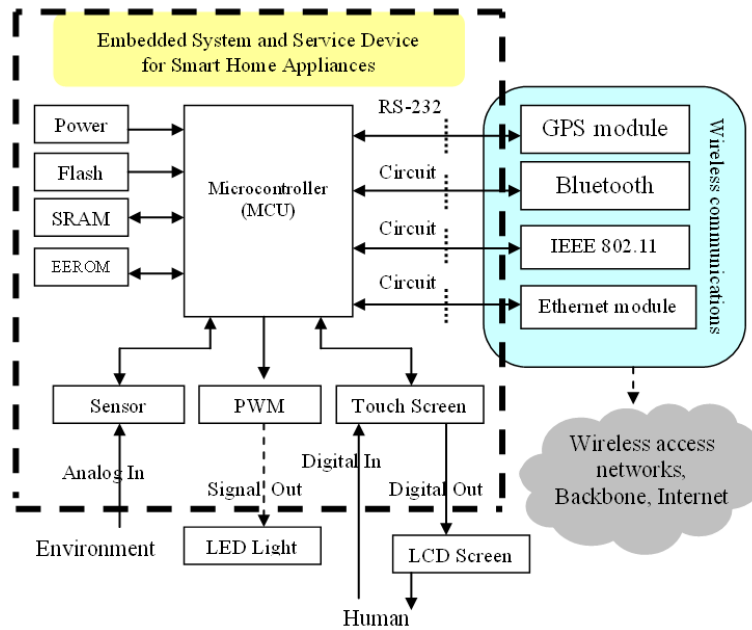 Embedded System and Service Device
for Smart Home Appliances
RS-232
Power
Flash
SRAM
EEROM
Microcontroller
(MCU)
Circuit
Circuit
Circuit
GPS module
Bluetooth
IEEE 802.11
Ethernet module
Wireless communications
Sensor
PWM
Touch Screen
Analog In
Signal Out
Digital In
Digital Out
Environment
LED Light
LCD Screen
Human
Wireless access
networks,
Backbone, Internet